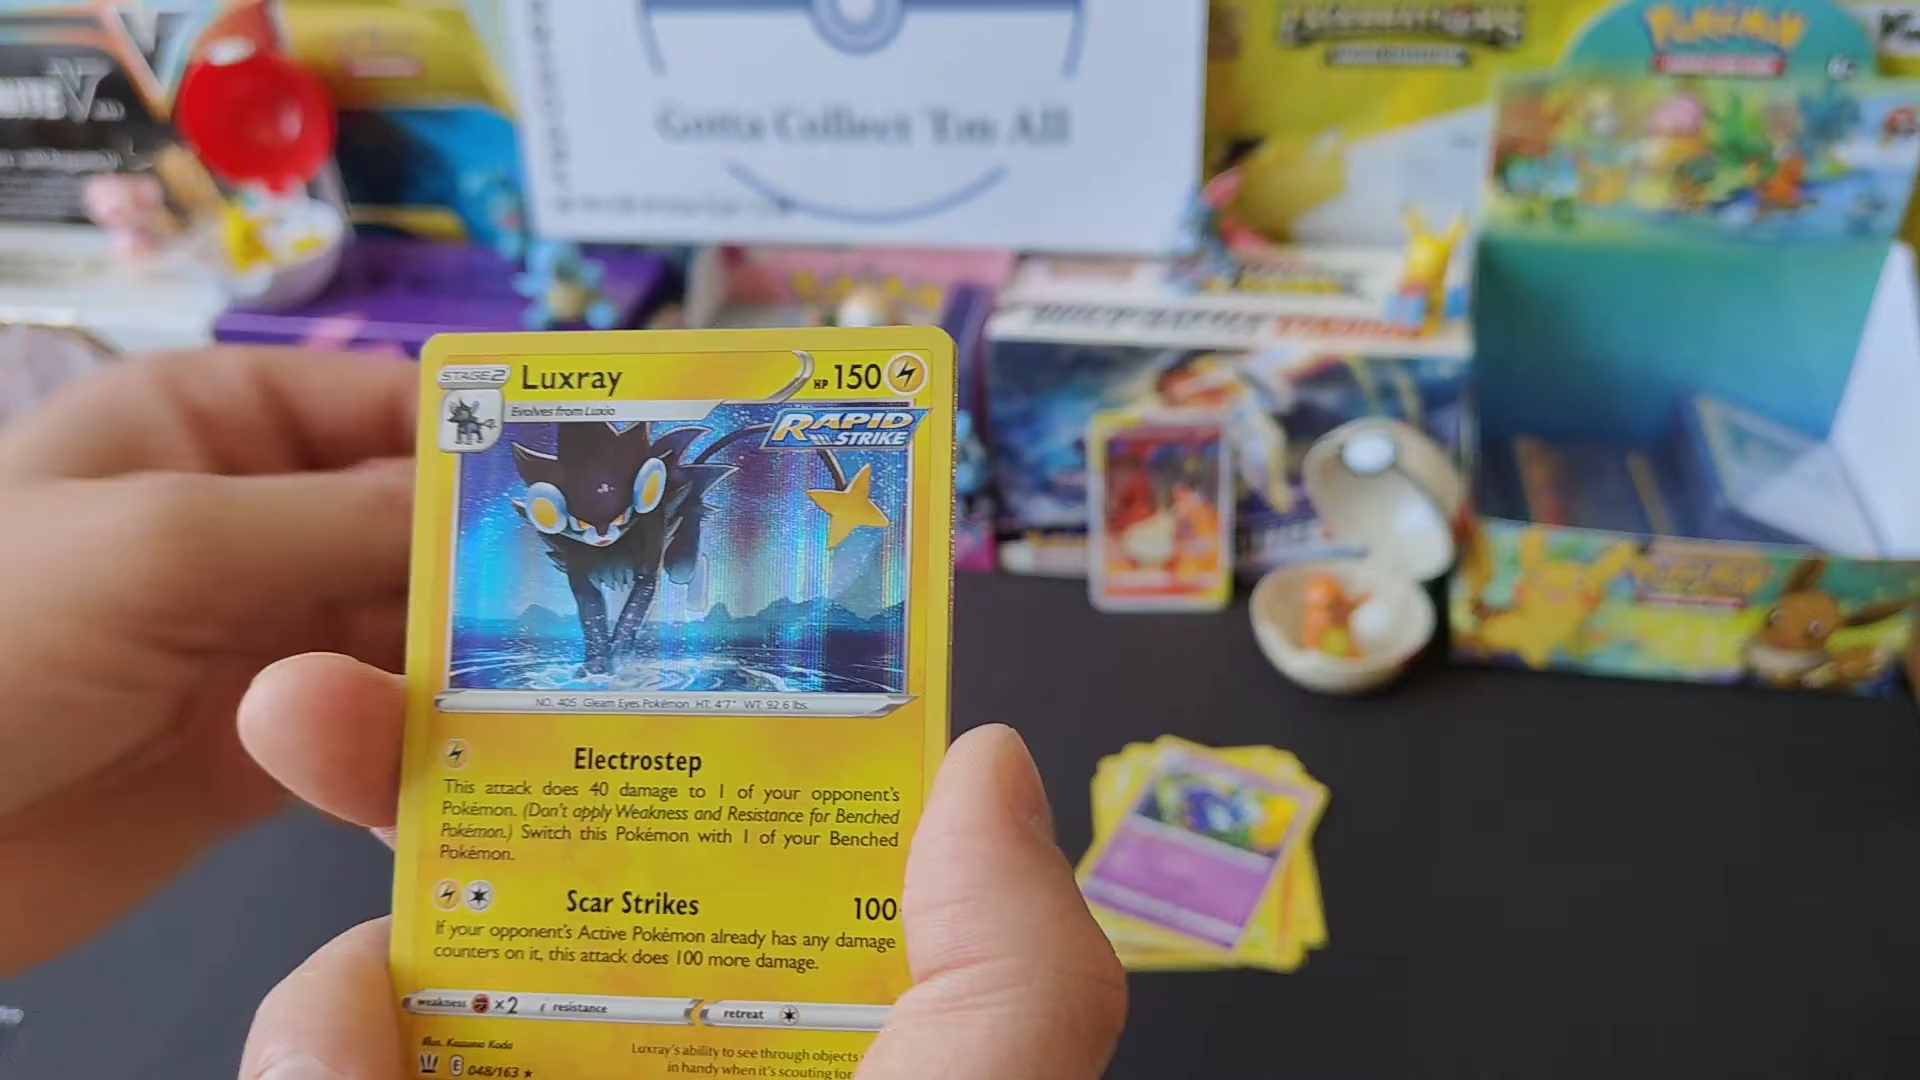 Gotta Collect 'Em All
Pokémon
STAGE 2
Luxray
HP 150
Evolves from Luxio
RAPID
STRIKE
NO. 405 Gleam Eyes Pokémon HT: 4'7" WT: 92.6 lbs.
Electrostep
This attack does 40 damage to 1 of your opponent's
Pokémon. (Don't apply Weakness and Resistance for Benched
Pokémon.) Switch this Pokémon with 1 of your Benched
Pokémon.
Scar Strikes 100
If your opponent's Active Pokémon already has any damage
counters on it, this attack does 100 more damage.
weakness ×2 resistance
retreat
Illus. Kazuma Koda
E 048/163 ★
Luxray's ability to see through objects
in handy when it's scouting for